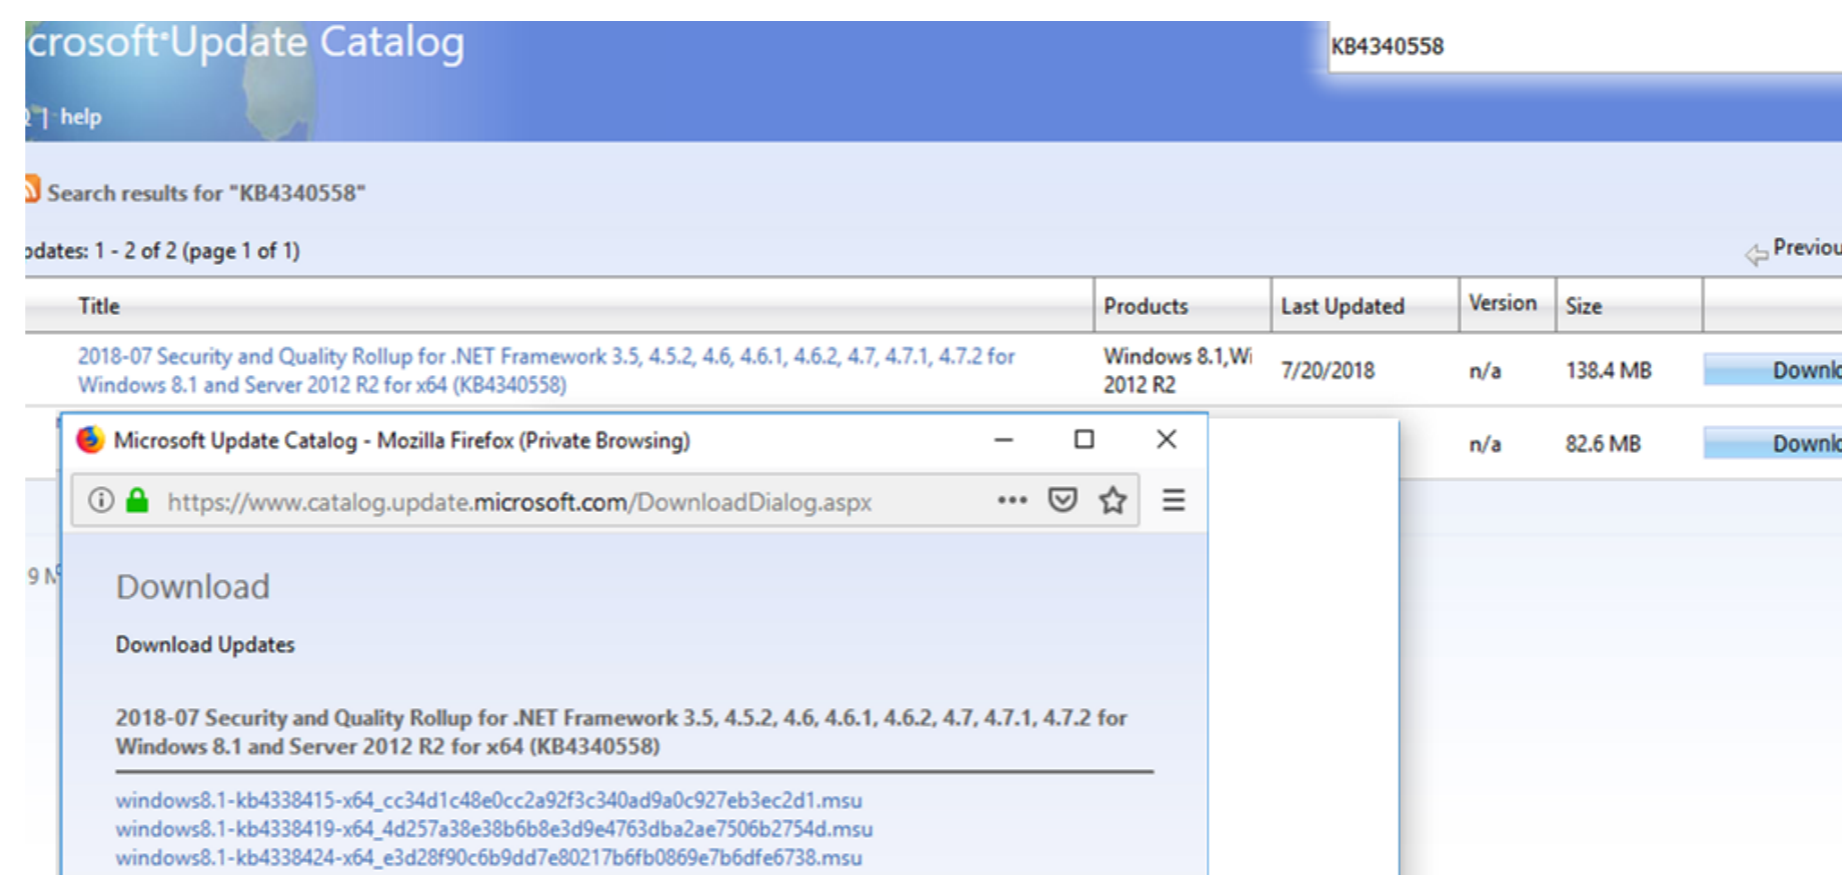 crosoft Update Catalog
KB4340558
| help
Search results for "KB4340558"
pdates: 1 - 2 of 2 (page 1 of 1)
Previou
Title Products Last Updated Version Size
2018-07 Security and Quality Rollup for .NET Framework 3.5, 4.5.2, 4.6, 4.6.1, 4.6.2, 4.7, 4.7.1, 4.7.2 for
Windows 8.1 and Server 2012 R2 for x64 (KB4340558)
Windows 8.1,Wi
2012 R2
7/20/2018 n/a 138.4 MB Downlo
n/a 82.6 MB Downlo
Microsoft Update Catalog - Mozilla Firefox (Private Browsing)
https://www.catalog.update.microsoft.com/DownloadDialog.aspx
9 M
Download
Download Updates
2018-07 Security and Quality Rollup for .NET Framework 3.5, 4.5.2, 4.6, 4.6.1, 4.6.2, 4.7, 4.7.1, 4.7.2 for
Windows 8.1 and Server 2012 R2 for x64 (KB4340558)
windows8.1-kb4338415-x64_cc34d1c48e0cc2a92f3c340ad9a0c927eb3ec2d1.msu
windows8.1-kb4338419-x64_4d257a38e38b6b8e3d9e4763dba2ae7506b2754d.msu
windows8.1-kb4338424-x64_e3d28f90c6b9dd7e80217b6fb0869e7b6dfe6738.msu